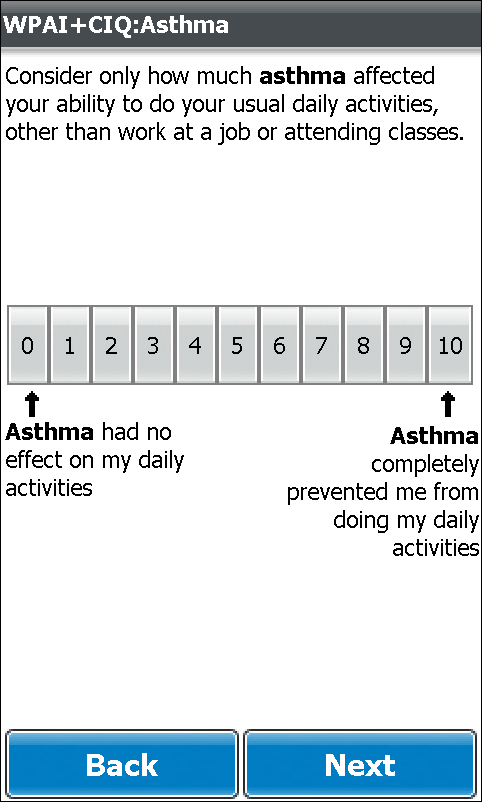 WPAI+CIQ:Asthma
Consider only how much asthma affected
your ability to do your usual daily activities,
other than work at a job or attending classes.
0 1 2 3 4 5 6 7 8 9 10
Asthma had no
effect on my daily
activities
Asthma
completely
prevented me from
doing my daily
activities
Back Next